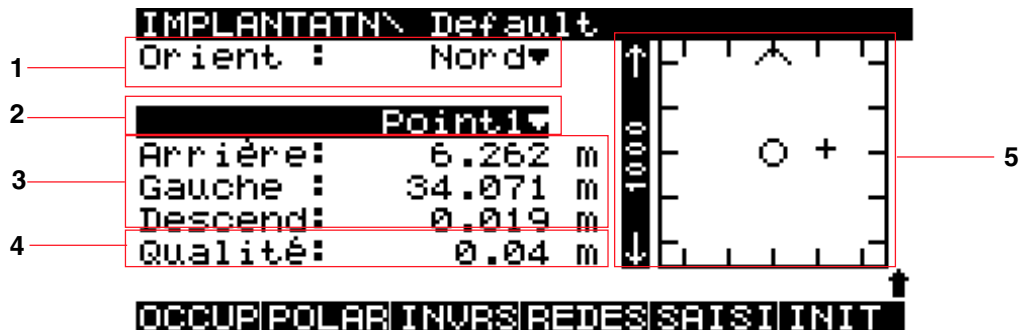 IMPLANTATN\ Default
1
Orient : Nord▾
2
Point1▾
3
Arrière: 6.262 m
Gauche : 34.071 m
Descend: 0.019 m
4
Qualité: 0.04 m
↑ 1000 ↓
5
OCCUP POLAR INVRS REDES SAISI INIT